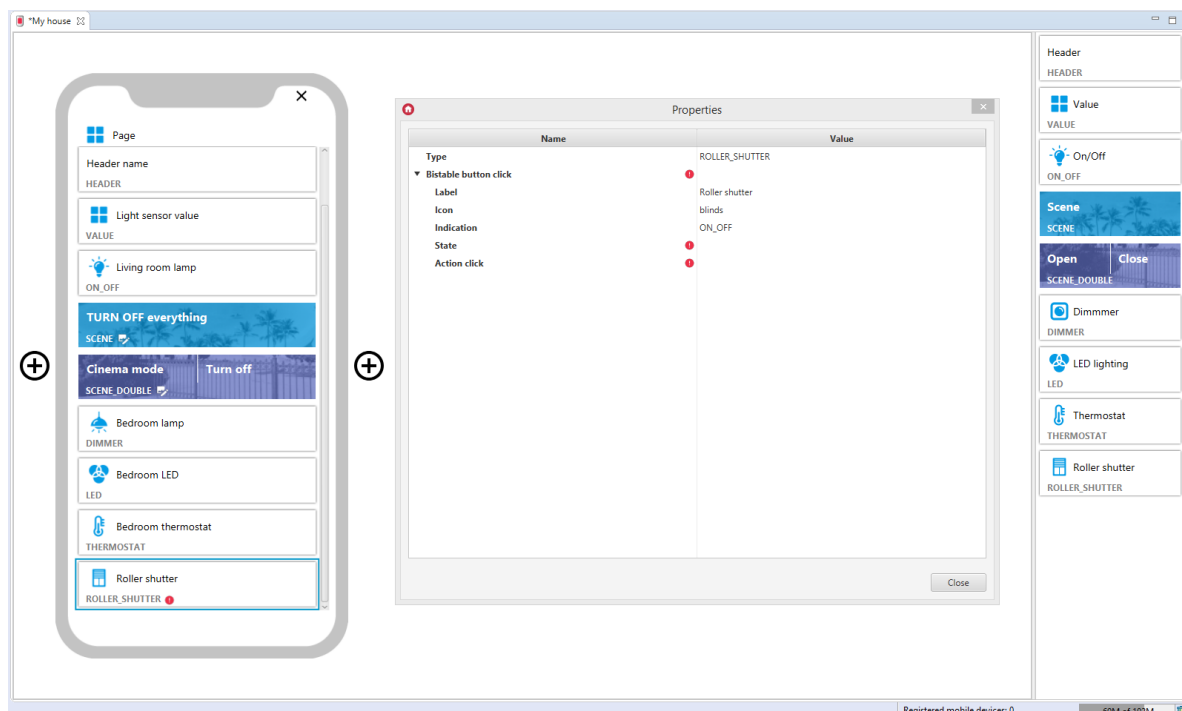 *My house
Page
Header name
HEADER
Light sensor value
VALUE
Living room lamp
ON_OFF
TURN OFF everything
SCENE
Cinema mode Turn off
SCENE_DOUBLE
Bedroom lamp
DIMMER
Bedroom LED
LED
Bedroom thermostat
THERMOSTAT
Roller shutter
ROLLER_SHUTTER
Properties
Name Value
Type ROLLER_SHUTTER
Bistable button click
Label Roller shutter
Icon blinds
Indication ON_OFF
State
Action click
Close
Header
HEADER
Value
VALUE
On/Off
ON_OFF
Scene
SCENE
Open Close
SCENE_DOUBLE
Dimmmer
DIMMER
LED lighting
LED
Thermostat
THERMOSTAT
Roller shutter
ROLLER_SHUTTER
Registered mobile devices: 0